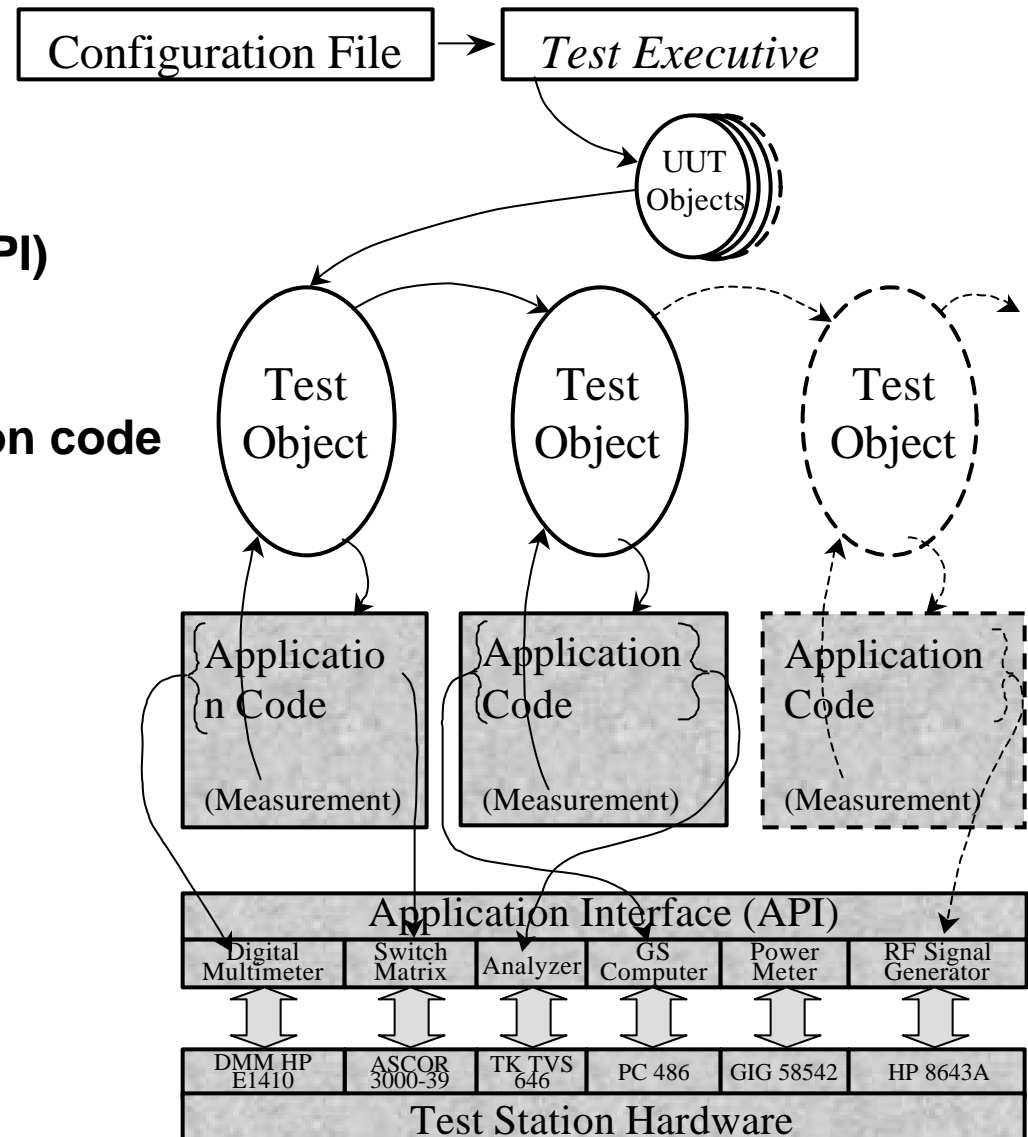 Configuration File
Test Executive
UUT
Objects
PI)
Test
Object
Test
Object
Test
Object
on code
Applicatio
n Code
(Measurement)
Application
Code
(Measurement)
Application
Code
(Measurement)
Application Interface (API)
Digital
Multimeter
Switch
Matrix
Analyzer
GS
Computer
Power
Meter
RF Signal
Generator
DMM HP
E1410
ASCOR
3000-39
TK TVS
646
PC 486
GIG 58542
HP 8643A
Test Station Hardware